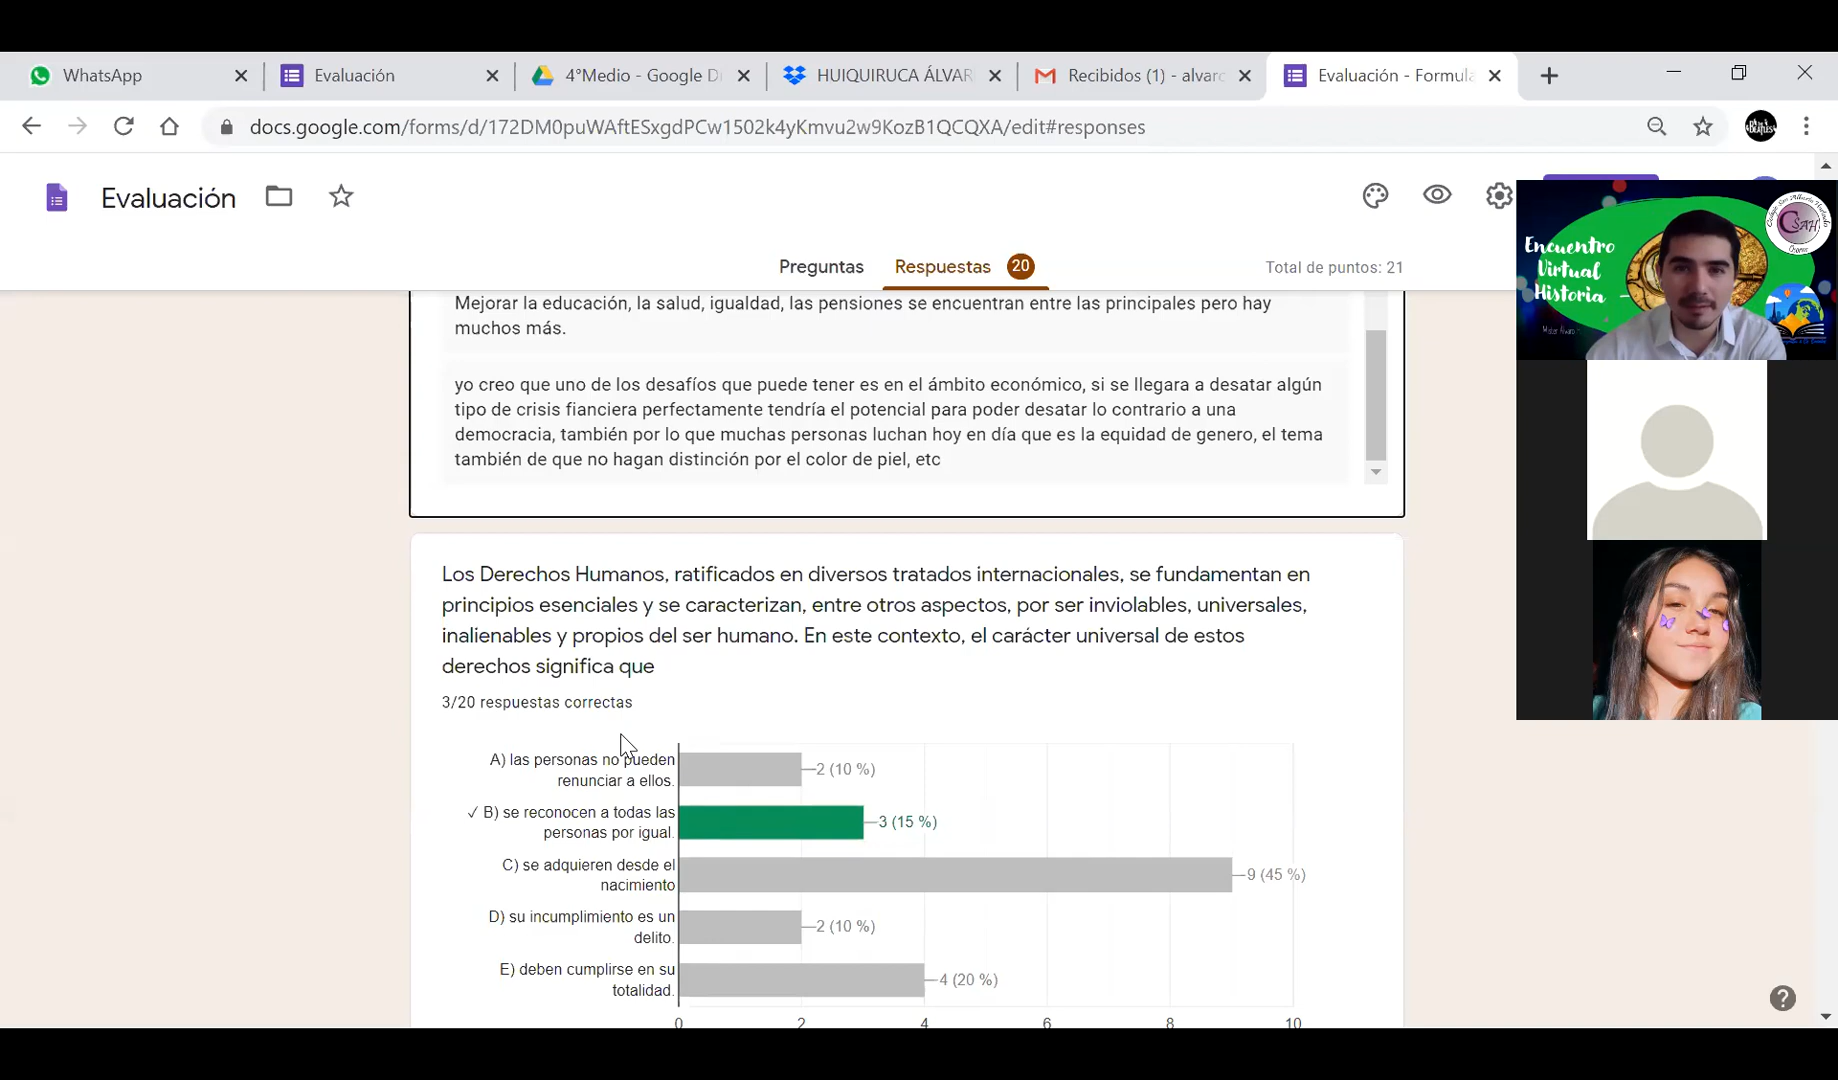 WhatsApp
Evaluación
4°Medio - Google Dr
HUIQUIRUCA ÁLVAR
Recibidos (1) - alvaro
Evaluación - Formula
docs.google.com/forms/d/172DM0puWAftESxgdPCw1502k4yKmvu2w9KozB1QCQXA/edit#responses
Evaluación
Preguntas
Respuestas
20
Total de puntos: 21
Mejorar la educación, la salud, igualdad, las pensiones se encuentran entre las principales pero hay
muchos más.
yo creo que uno de los desafíos que puede tener es en el ámbito económico, si se llegara a desatar algún
tipo de crisis fianciera perfectamente tendría el potencial para poder desatar lo contrario a una
democracia, también por lo que muchas personas luchan hoy en día que es la equidad de genero, el tema
también de que no hagan distinción por el color de piel, etc
Los Derechos Humanos, ratificados en diversos tratados internacionales, se fundamentan en
principios esenciales y se caracterizan, entre otros aspectos, por ser inviolables, universales,
inalienables y propios del ser humano. En este contexto, el carácter universal de estos
derechos significa que
3/20 respuestas correctas
A) las personas no pueden
renunciar a ellos.
2 (10 %)
✓ B) se reconocen a todas las
personas por igual.
3 (15 %)
C) se adquieren desde el
nacimiento
9 (45 %)
D) su incumplimiento es un
delito.
2 (10 %)
E) deben cumplirse en su
totalidad.
4 (20 %)
0 2 4 6 8 10
Encuentro
Virtual
Historia
CSAH